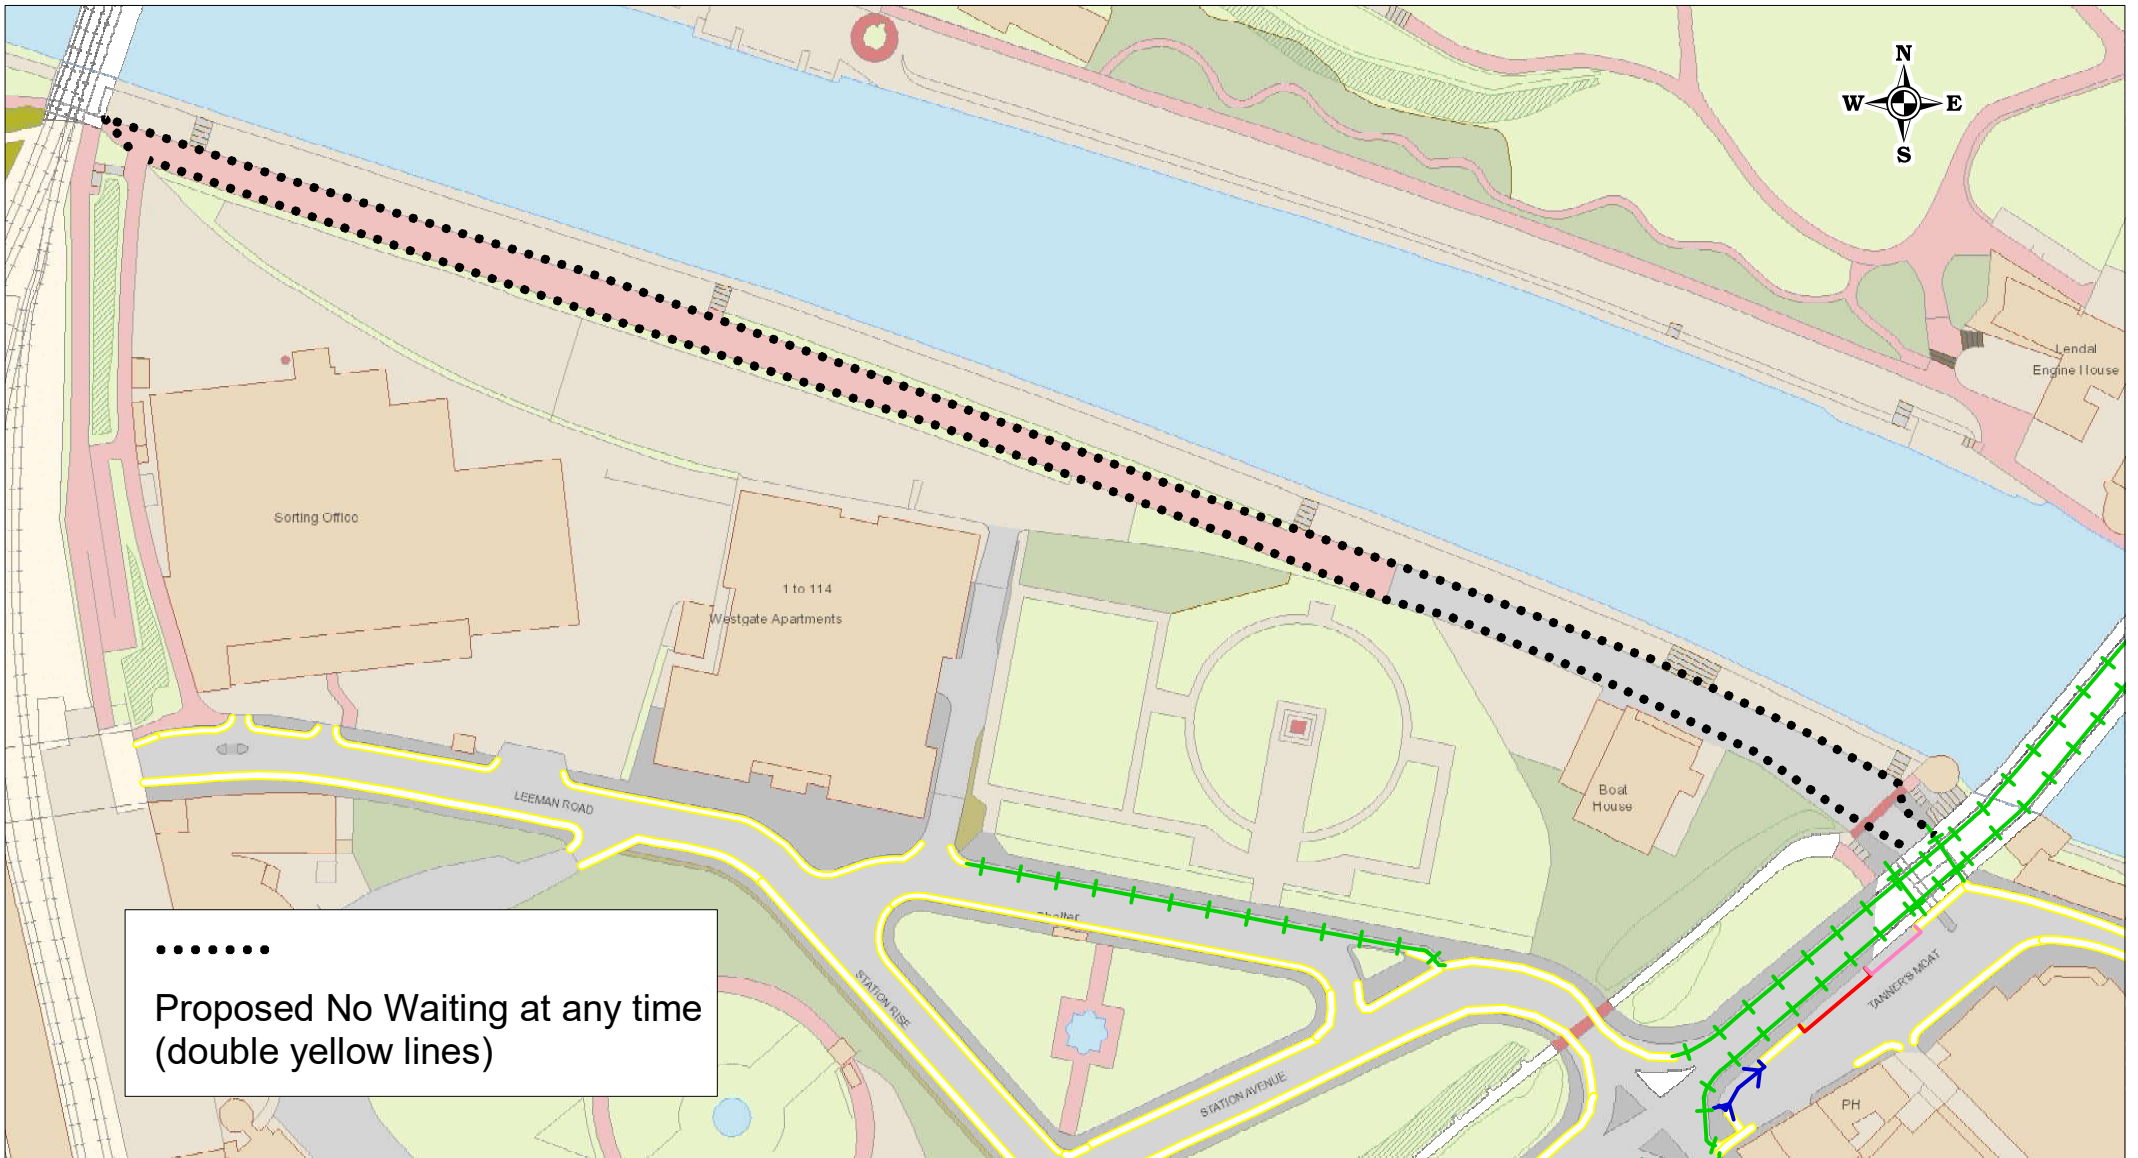 N
W E
S
Lendal
Engine House
Sorting Office
1 to 114
Westgate Apartments
Boat
House
LEEMAN ROAD
Shelter
STATION RISE
TANNER'S MOAT
STATION AVENUE
PH
Proposed No Waiting at any time
(double yellow lines)